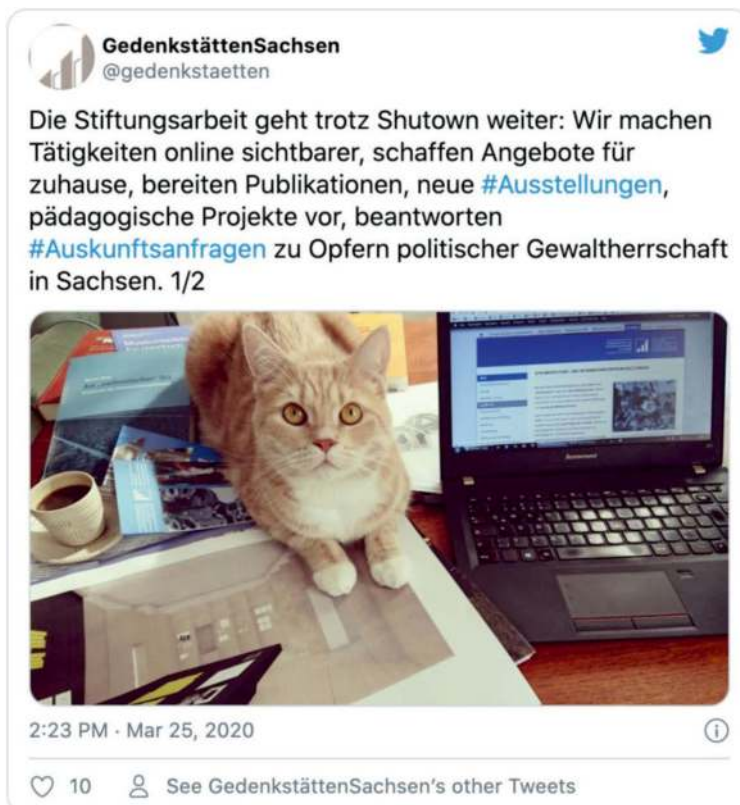 GedenkstättenSachsen
@gedenkstaetten
Die Stiftungsarbeit geht trotz Shutown weiter: Wir machen
Tätigkeiten online sichtbarer, schaffen Angebote für
zuhause, bereiten Publikationen, neue #Ausstellungen,
pädagogische Projekte vor, beantworten
#Auskunftsanfragen zu Opfern politischer Gewaltherrschaft
in Sachsen. 1/2
2:23 PM · Mar 25, 2020
10
See GedenkstättenSachsen's other Tweets